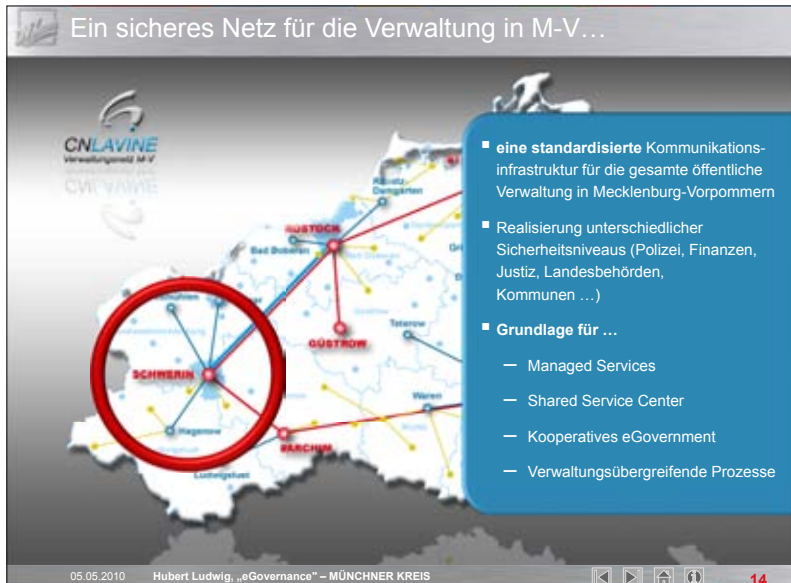 Ein sicheres Netz für die Verwaltung in M-V…
CNLAVINE
Verwaltungsnetz M-V
eine standardisierte Kommunikations-
infrastruktur für die gesamte öffentliche
Verwaltung in Mecklenburg-Vorpommern
Realisierung unterschiedlicher
Sicherheitsniveaus (Polizei, Finanzen,
Justiz, Landesbehörden,
Kommunen …)
Grundlage für …
— Managed Services
— Shared Service Center
— Kooperatives eGovernment
— Verwaltungsübergreifende Prozesse
Damgarten
ROSTOCK
Bad Doberan
GÜSTROW
Teterow
SCHWERIN
Waren
Hagenow
PARCHIM
Ludwigslust
05.05.2010 Hubert Ludwig, „eGovernance" – MÜNCHNER KREIS
14